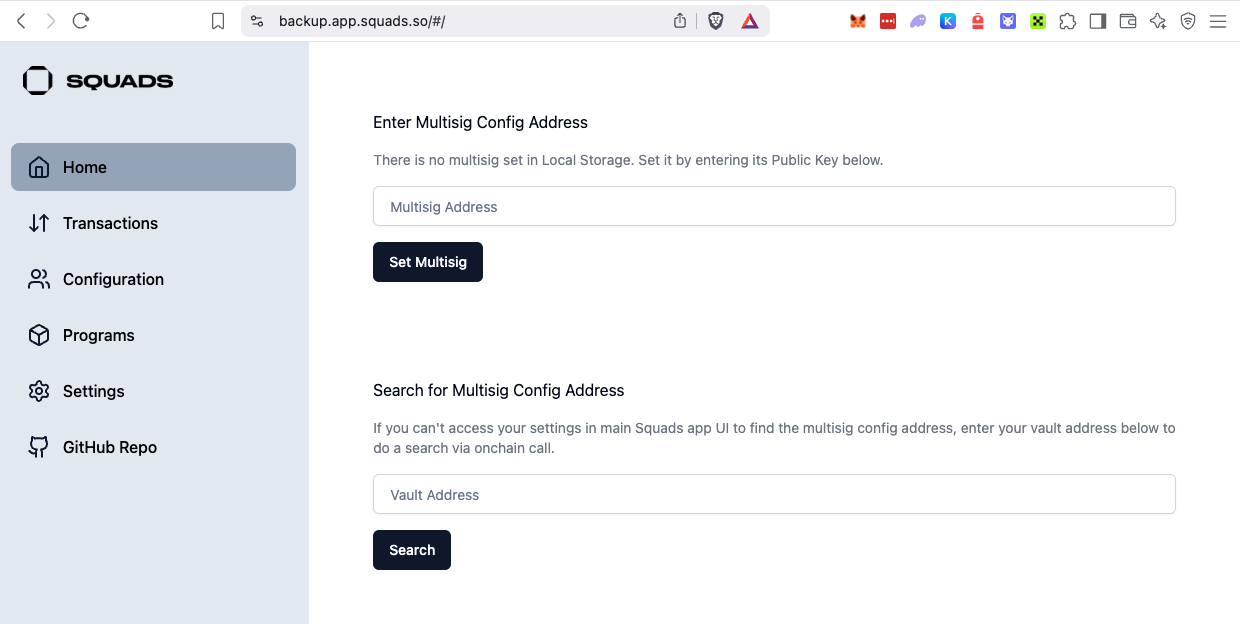 backup.app.squads.so/#/
SQUADS
Home
Transactions
Configuration
Programs
Settings
GitHub Repo
Enter Multisig Config Address
There is no multisig set in Local Storage. Set it by entering its Public Key below.
Multisig Address
Set Multisig
Search for Multisig Config Address
If you can't access your settings in main Squads app UI to find the multisig config address, enter your vault address below to
do a search via onchain call.
Vault Address
Search